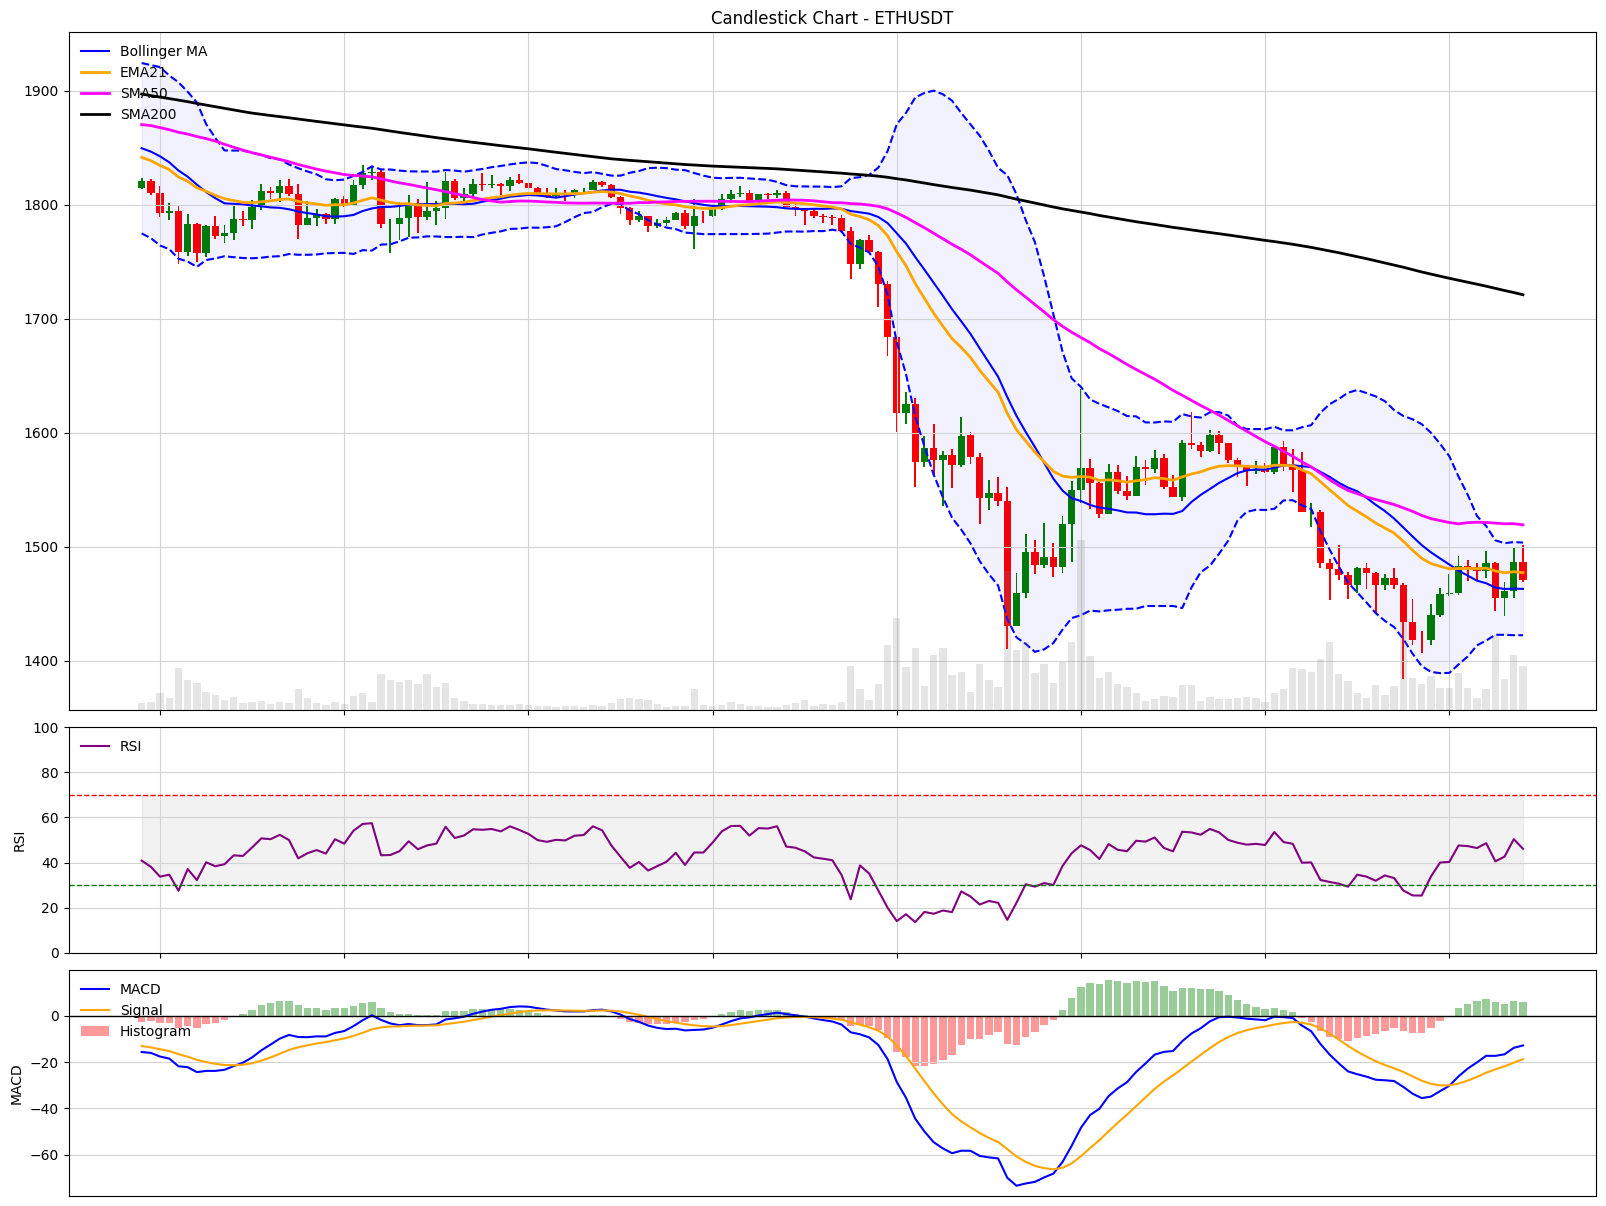 Candlestick Chart - ETHUSDT
Bollinger MA
EMA21
SMA50
SMA200
1900
1800
1700
1600
1500
1400
RSI
100
80
60
40
20
0
RSI
MACD
Signal
Histogram
0
−20
−40
−60
MACD